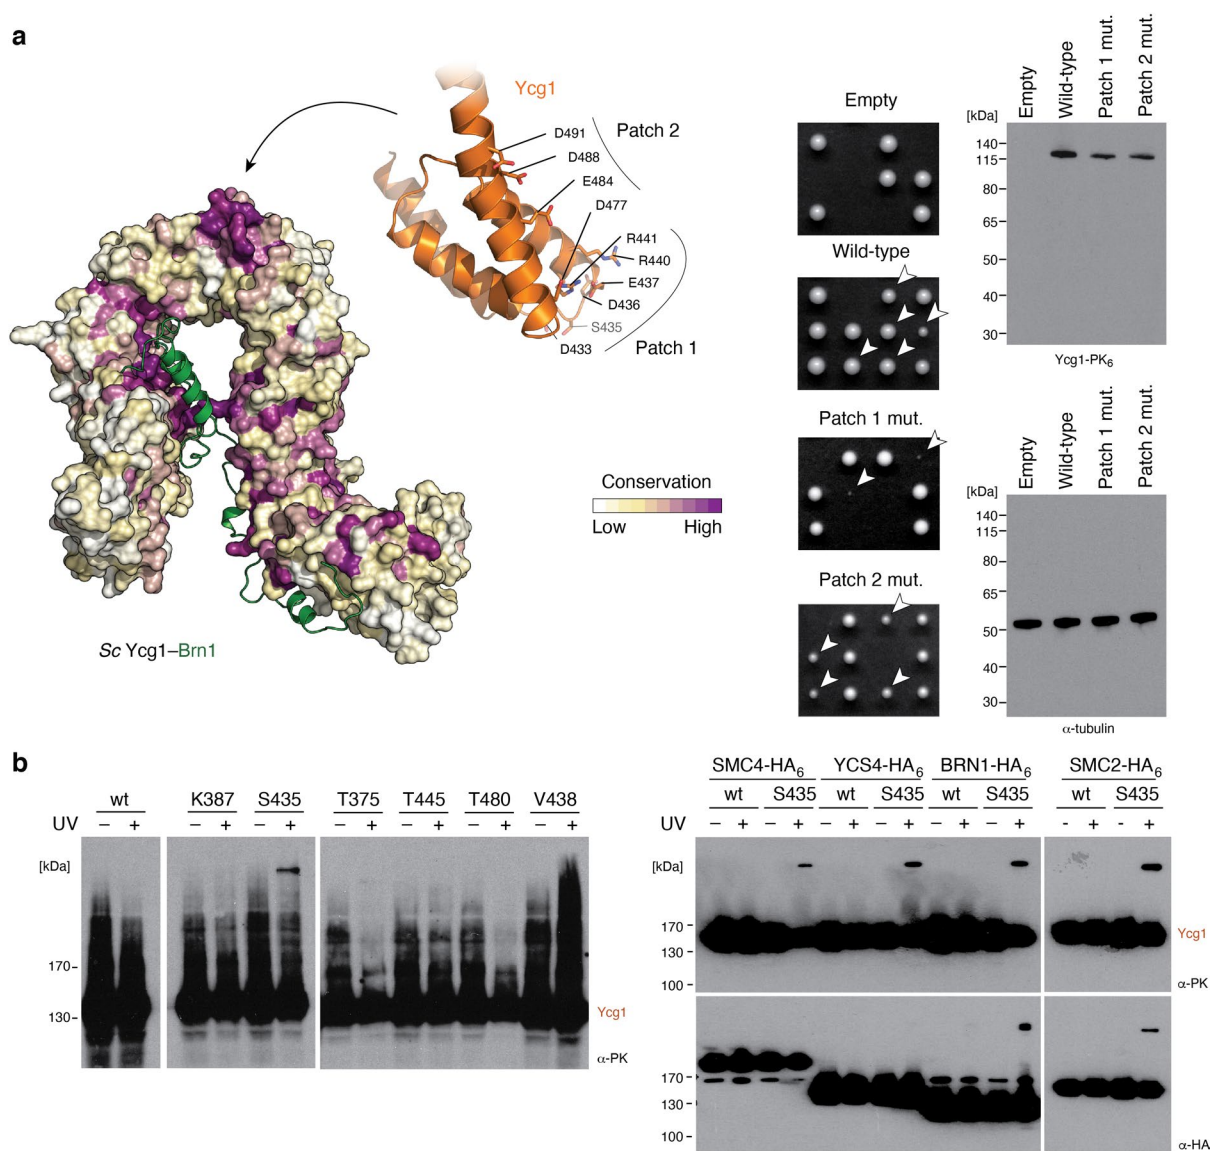 a
Ycg1
D491
Patch 2
D488
E484
D477
R441
R440
E437
D436
S435
D433
Patch 1
Conservation
Low High
Sc Ycg1–Brn1
Empty
Wild-type
Patch 1 mut.
Patch 2 mut.
Empty
Wild-type
Patch 1 mut.
Patch 2 mut.
[kDa]
140
115
80
65
50
40
30
Ycg1-PK6
Empty
Wild-type
Patch 1 mut.
Patch 2 mut.
[kDa]
140
115
80
65
50
40
30
α-tubulin
b
wt K387 S435 T375 T445 T480 V438
UV – + – + – + – + – + – + – +
[kDa]
170
130
Ycg1
α-PK
SMC4-HA6 YCS4-HA6 BRN1-HA6 SMC2-HA6
wt S435 wt S435 wt S435 wt S435
UV – + – + – + – + – + – + - + - +
[kDa]
170
130
100
Ycg1
α-PK
170
130
100
α-HA